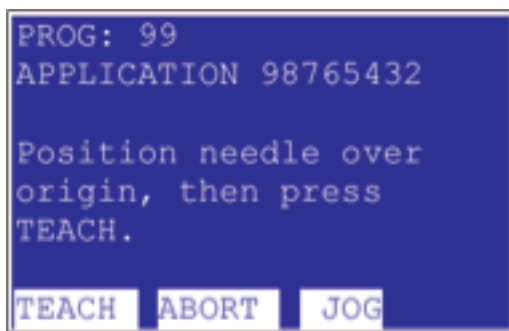 PROG: 99
APPLICATION 98765432
Position needle over
origin, then press
TEACH.
TEACH ABORT JOG